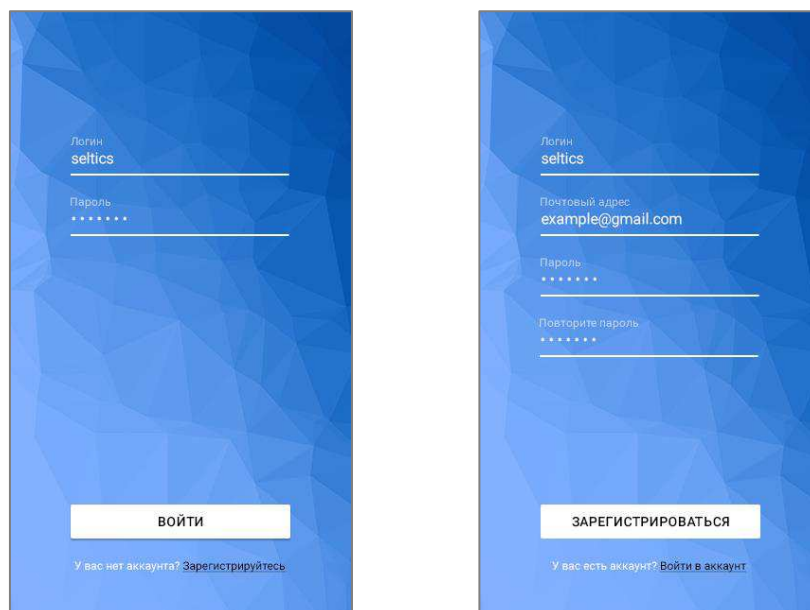 Логин
seltics
Пароль
•••••••
ВОЙТИ
У вас нет аккаунта? Зарегистрируйтесь
Логин
seltics
Почтовый адрес
example@gmail.com
Пароль
•••••••
Повторите пароль
•••••••
ЗАРЕГИСТРИРОВАТЬСЯ
У вас есть аккаунт? Войти в аккаунт